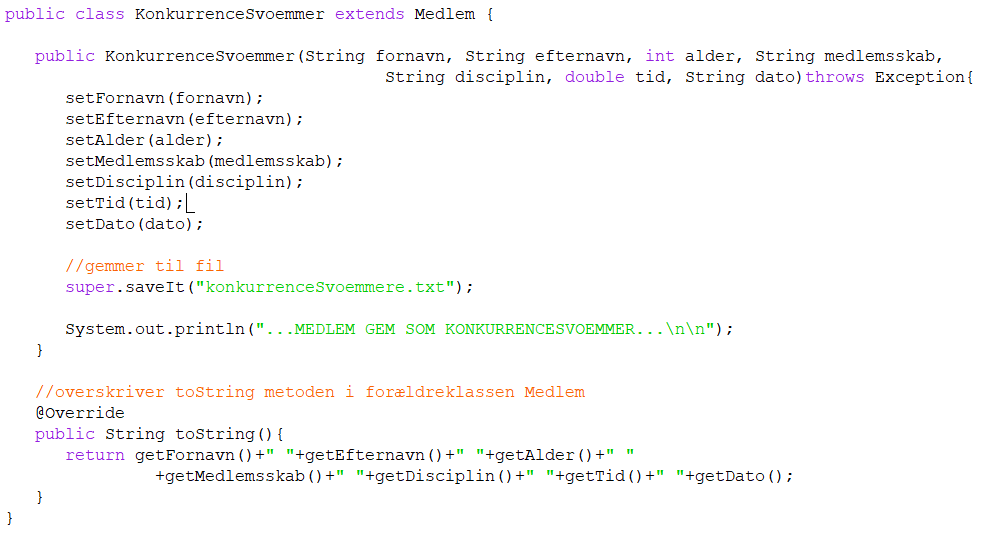 public class KonkurrenceSvoemmer extends Medlem {
public KonkurrenceSvoemmer(String fornavn, String efternavn, int alder, String medlemsskab,
String disciplin, double tid, String dato)throws Exception{
setFornavn(fornavn);
setEfternavn(efternavn);
setAlder(alder);
setMedlemsskab(medlemsskab);
setDisciplin(disciplin);
setTid(tid);
setDato(dato);
//gemmer til fil
super.saveIt("konkurrenceSvoemmere.txt");
System.out.println("...MEDLEM GEM SOM KONKURRENCESVOEMMER...\n\n");
}
//overskriver toString metoden i forældreklassen Medlem
@Override
public String toString(){
return getFornavn()+" "+getEfternavn()+" "+getAlder()+" "
+getMedlemsskab()+" "+getDisciplin()+" "+getTid()+" "+getDato();
}
}